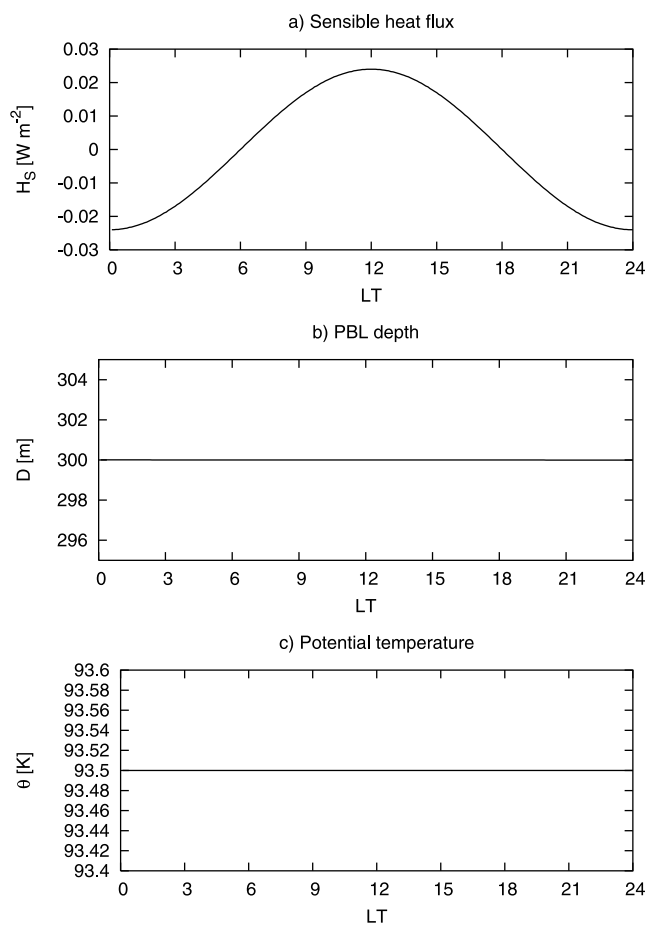 a) Sensible heat flux
0.03
0.02
0.01
0
-0.01
-0.02
-0.03
H_S [W m^-2]
0 3 6 9 12 15 18 21 24
LT
b) PBL depth
304
302
300
298
296
D [m]
0 3 6 9 12 15 18 21 24
LT
c) Potential temperature
93.6
93.58
93.56
93.54
93.52
93.5
93.48
93.46
93.44
93.42
93.4
θ [K]
0 3 6 9 12 15 18 21 24
LT